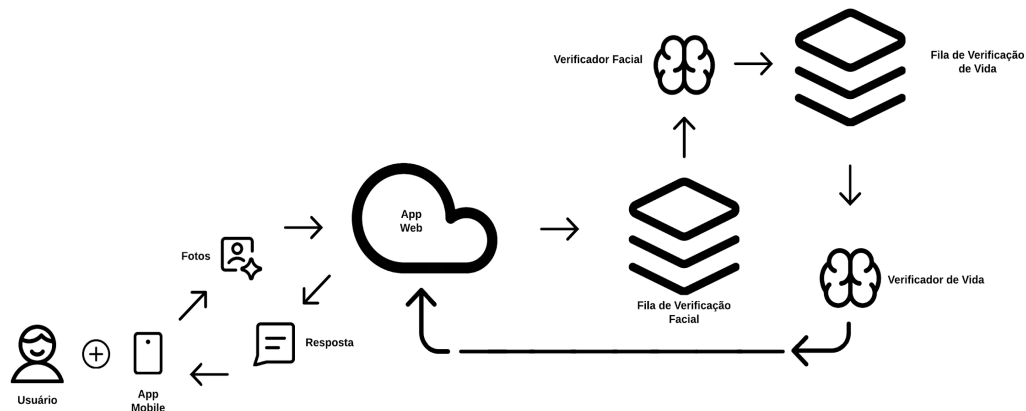 Verificador Facial
Fila de Verificação
de Vida
App
Web
Fotos
Verificador de Vida
Fila de Verificação
Facial
Resposta
Usuário
App
Mobile